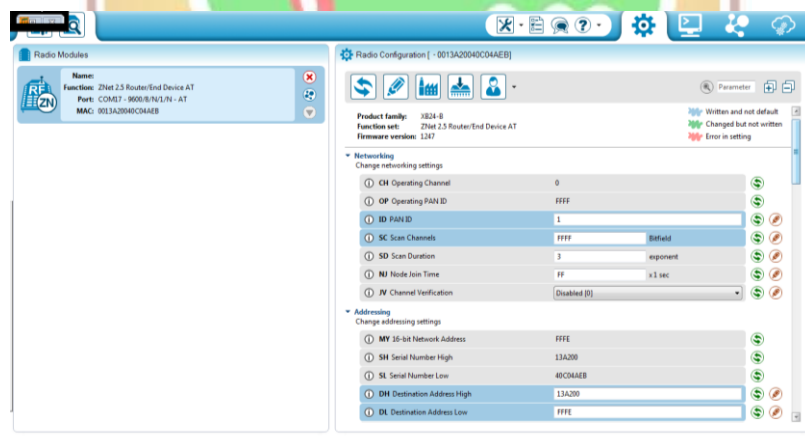 Radio Modules
Name:
Function: ZNet 2.5 Router/End Device AT
Port: COM17 - 9600/8/N/1/N - AT
MAC: 0013A20040C04AEB
RF
ZN
Radio Configuration [ - 0013A20040C04AEB]
Parameter
Product family: XB24-B
Function set: ZNet 2.5 Router/End Device AT
Firmware version: 1247
Written and not default
Changed but not written
Error in setting
Networking
Change networking settings
CH Operating Channel 0
OP Operating PAN ID FFFF
ID PAN ID 1
SC Scan Channels FFFF Bitfield
SD Scan Duration 3 exponent
NJ Node Join Time FF x 1 sec
JV Channel Verification Disabled [0]
Addressing
Change addressing settings
MY 16-bit Network Address FFFE
SH Serial Number High 13A200
SL Serial Number Low 40C04AEB
DH Destination Address High 13A200
DL Destination Address Low FFFE